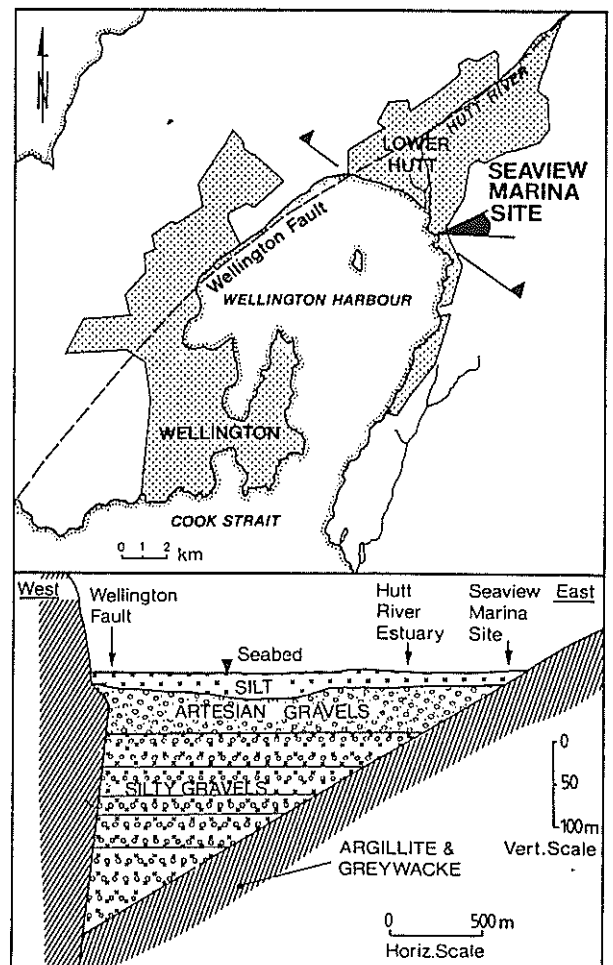 N
HUTT RIVER
LOWER
HUTT
SEAVIEW
MARINA
SITE
Wellington Fault
WELLINGTON HARBOUR
WELLINGTON
COOK STRAIT
0 1 2 km
West
Wellington
Fault
Seabed
Hutt
River
Estuary
Seaview
Marina
Site
East
SILT
ARTESIAN GRAVELS
SILTY GRAVELS
0
50
100m
Vert.Scale
ARGILLITE &
GREYWACKE
0 500m
Horiz.Scale